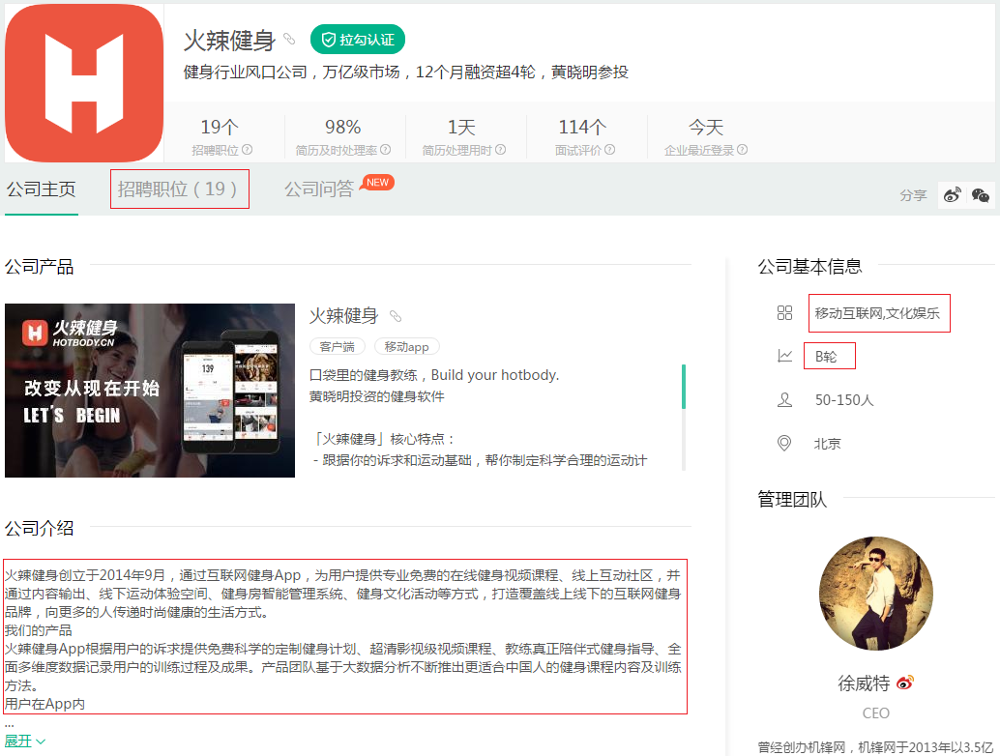 火辣健身
拉勾认证
健身行业风口公司，万亿级市场，12个月融资超4轮，黄晓明参投
19个
98%
1天
114个
今天
招聘职位
简历及时处理率
简历处理用时
面试评价
企业最近登录
公司主页
招聘职位（19）
公司问答
NEW
分享
公司产品
火辣健身
HOTBODY.CN
改变从现在开始
LET'S BEGIN
139
火辣健身
客户端
移动app
口袋里的健身教练，Build your hotbody.
黄晓明投资的健身软件
「火辣健身」核心特点：
- 跟据你的诉求和运动基础，帮你制定科学合理的运动计
公司介绍
火辣健身创立于2014年9月，通过互联网健身App，为用户提供专业免费的在线健身视频课程、线上互动社区，并
通过内容输出、线下运动体验空间、健身房智能管理系统、健身文化活动等方式，打造覆盖线上线下的互联网健身
品牌，向更多的人传递时尚健康的生活方式。
我们的产品
火辣健身App根据用户的诉求提供免费科学的定制健身计划、超清影视级视频课程、教练真正陪伴式健身指导、全
面多维度数据记录用户的训练过程及成果。产品团队基于大数据分析不断推出更适合中国人的健身课程内容及训练
方法。
用户在App内
...
展开
公司基本信息
移动互联网,文化娱乐
B轮
50-150人
北京
管理团队
徐威特
CEO
曾经创办机锋网，机锋网于2013年以3.5亿